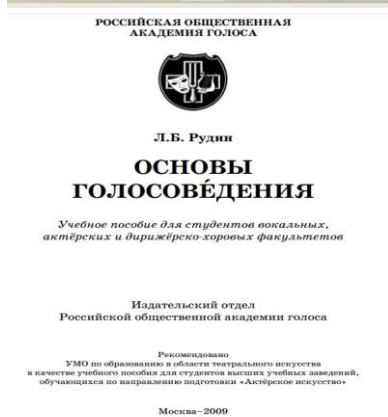 РОССИЙСКАЯ ОБЩЕСТВЕННАЯ
АКАДЕМИЯ ГОЛОСА
Л.Б. Рудин
ОСНОВЫ
ГОЛОСОВЕ́ДЕНИЯ
Учебное пособие для студентов вокальных,
актёрских и дирижёрско-хоровых факультетов
Издательский отдел
Российской общественной академии голоса
Рекомендовано
УМО по образованию в области театрального искусства
в качестве учебного пособия для студентов высших учебных заведений,
обучающихся по направлению подготовки «Актёрское искусство»
Москва–2009